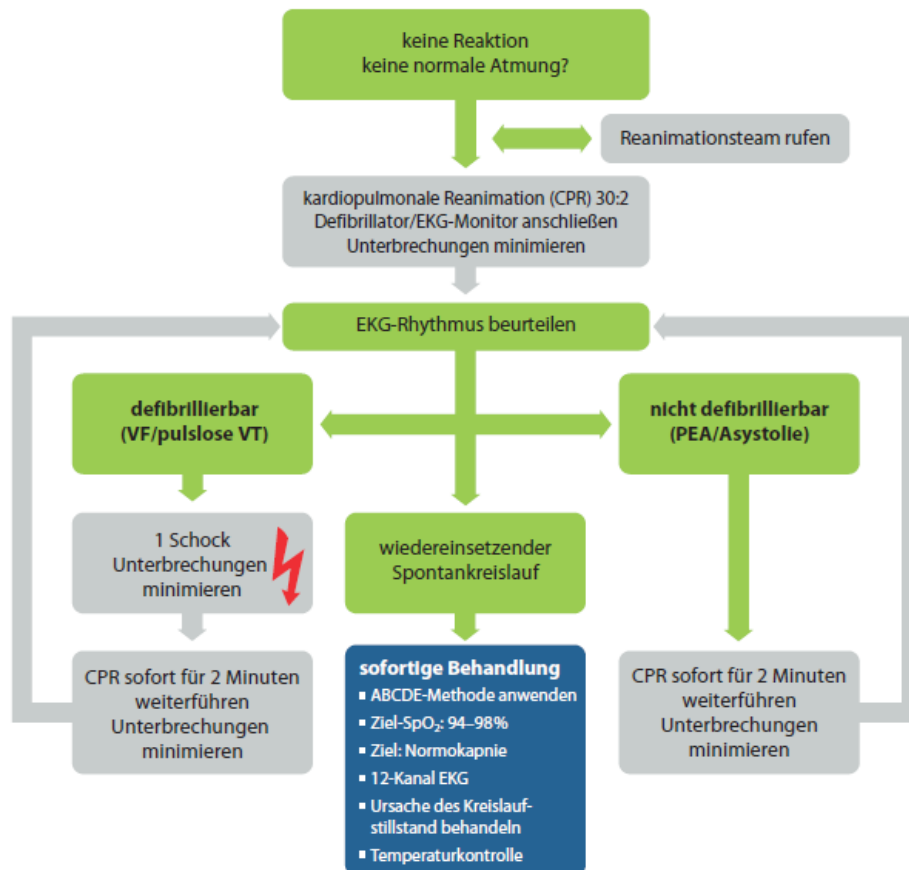 keine Reaktion
keine normale Atmung?
Reanimationsteam rufen
kardiopulmonale Reanimation (CPR) 30:2
Defibrillator/EKG-Monitor anschließen
Unterbrechungen minimieren
EKG-Rhythmus beurteilen
defibrillierbar
(VF/pulslose VT)
nicht defibrillierbar
(PEA/Asystolie)
1 Schock
Unterbrechungen
minimieren
wiedereinsetzender
Spontankreislauf
CPR sofort für 2 Minuten
weiterführen
Unterbrechungen
minimieren
sofortige Behandlung
▪ ABCDE-Methode anwenden
▪ Ziel-SpO₂: 94–98%
▪ Ziel: Normokapnie
▪ 12-Kanal EKG
▪ Ursache des Kreislauf-
stillstand behandeln
▪ Temperaturkontrolle
CPR sofort für 2 Minuten
weiterführen
Unterbrechungen
minimieren